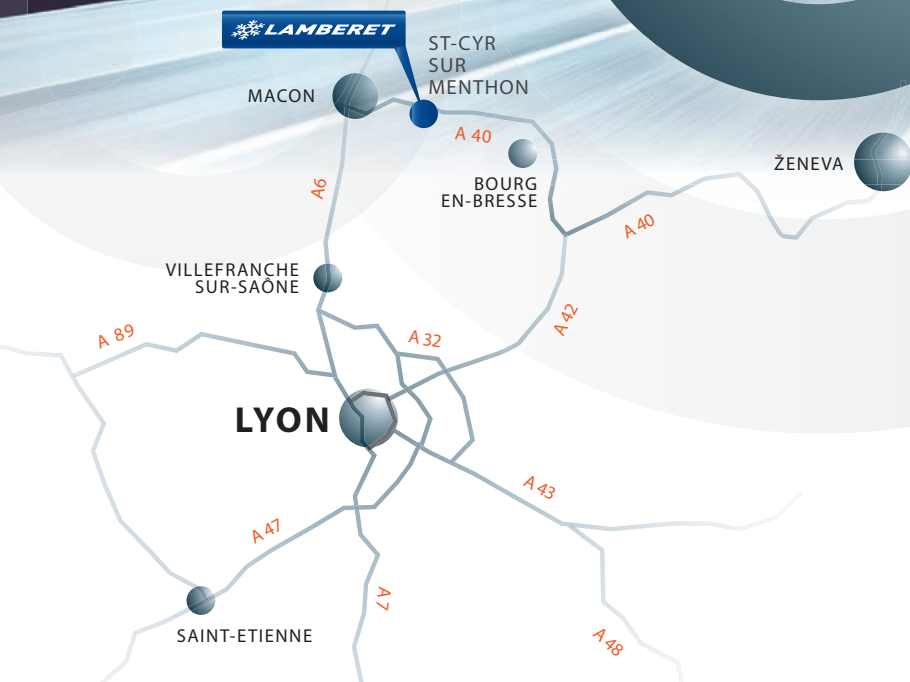 LAMBERET
ST-CYR
SUR
MENTHON
MACON
A 40
BOURG
EN-BRESSE
ŽENEVA
A6
A 40
VILLEFRANCHE
SUR-SAÔNE
A 42
A 89
A 32
LYON
A 43
A 47
A 7
SAINT-ETIENNE
A 48